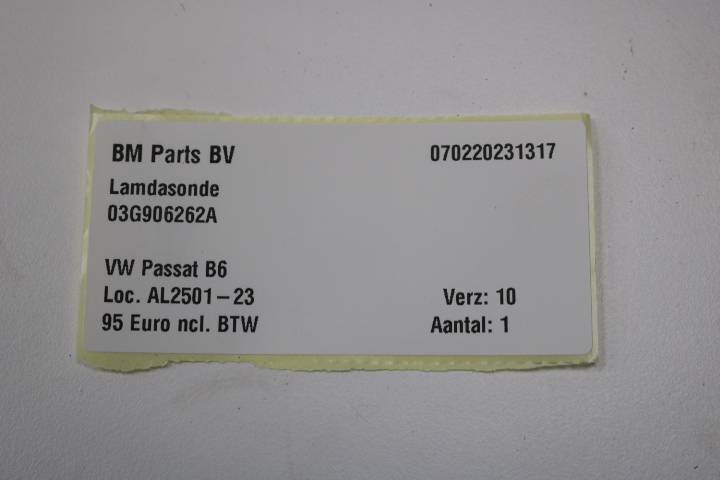 BM Parts BV 070220231317
Lamdasonde
03G906262A
VW Passat B6
Loc. AL2501-23 Verz: 10
95 Euro ncl. BTW Aantal: 1